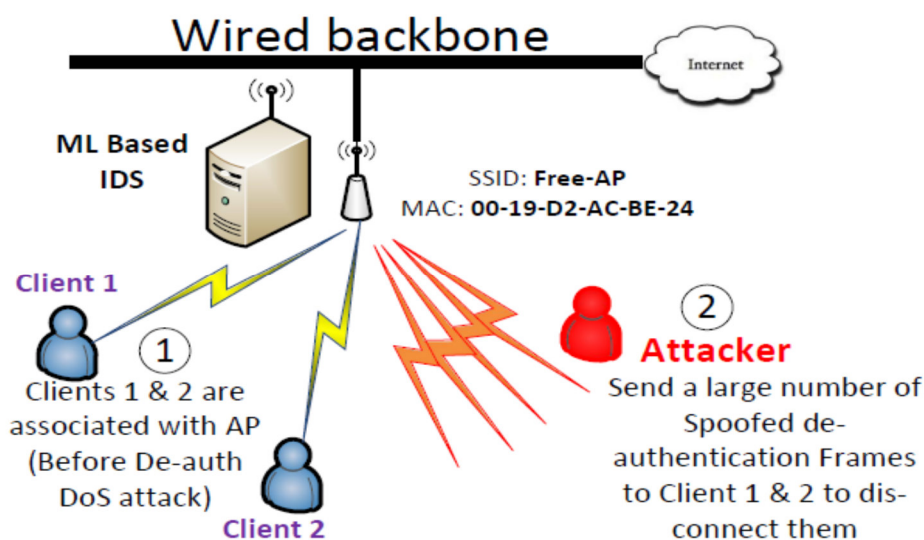 Wired backbone
Internet
ML Based
IDS
SSID: Free-AP
MAC: 00-19-D2-AC-BE-24
Client 1
1
Clients 1 & 2 are
associated with AP
(Before De-auth
DoS attack)
Client 2
2
Attacker
Send a large number of
Spoofed de-
authentication Frames
to Client 1 & 2 to dis-
connect them